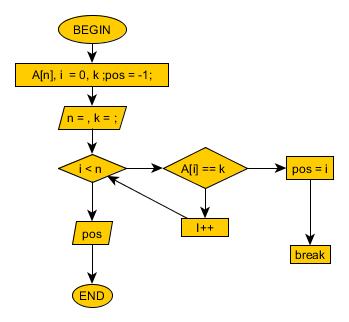 BEGIN
A[n], i = 0, k ;pos = -1;
n = , k = ;
i < n
A[i] == k
pos = i
pos
I++
break
END